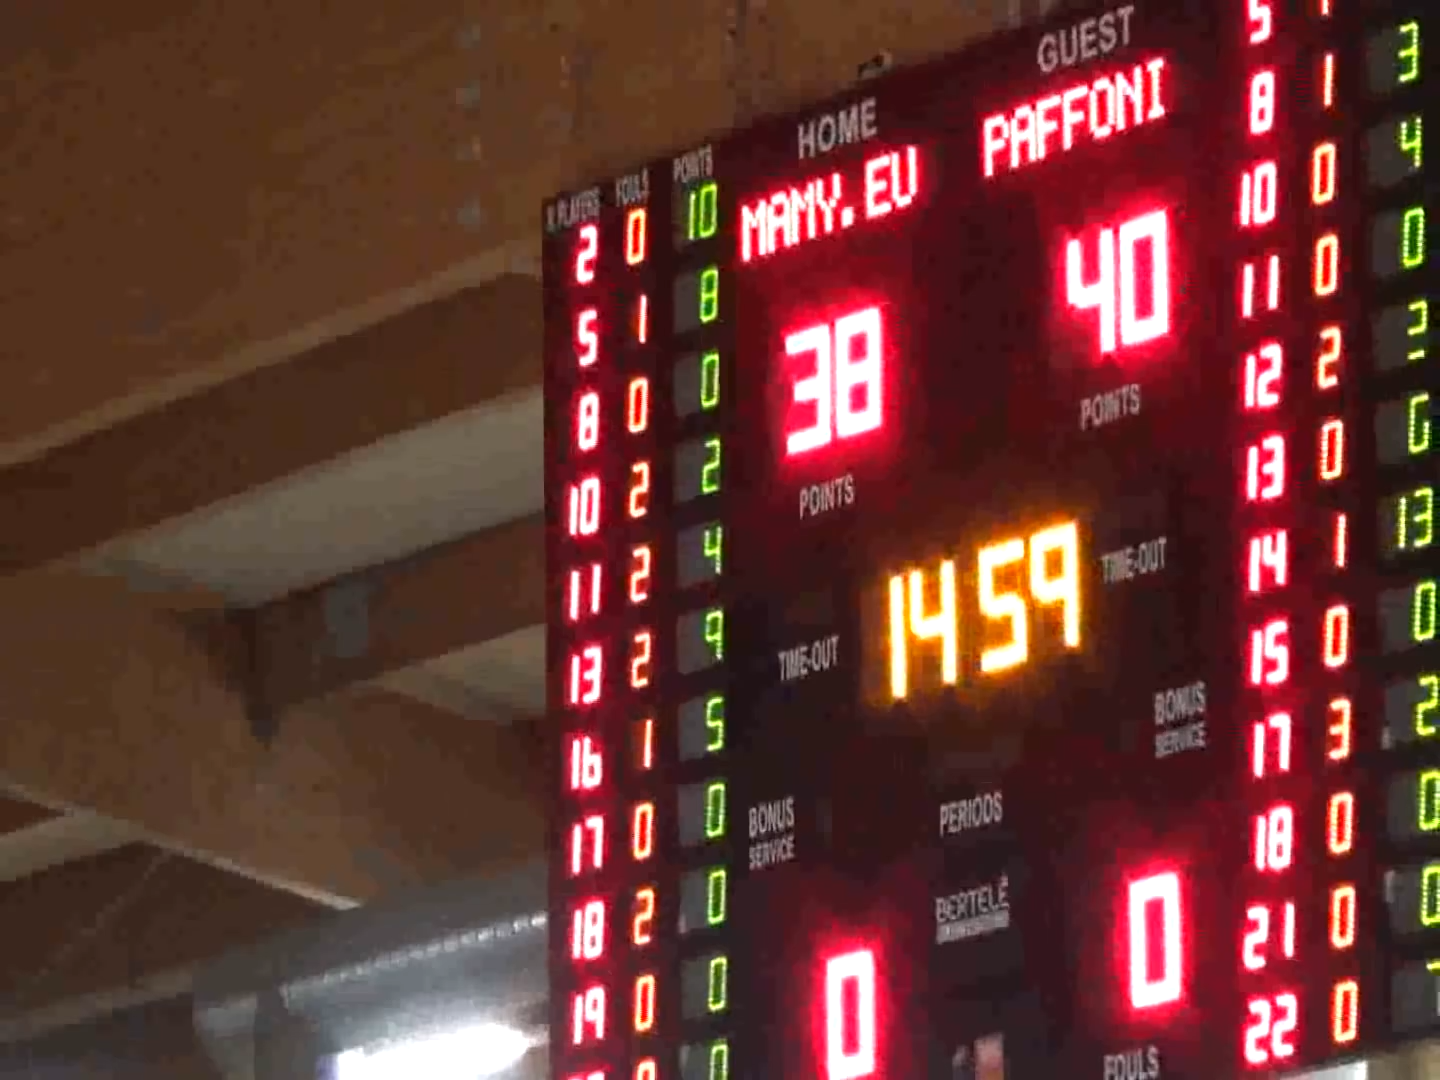 HOME GUEST
MAMY.EU PAFFONI
38 40
POINTS POINTS
14 59
TIME-OUT TIME-OUT
BONUS SERVICE PERIODS BONUS SERVICE
BERTELÈ
0 0
FOULS
N.PLAYERS FOULS POINTS
2 0 10
5 1 8
8 0 0
10 2 2
11 2 4
13 2 9
16 1 5
17 0 0
18 2 0
19 0 0
0
5
8 1 3
10 0 4
11 0 0
12 2
13 0
14 1 13
15 0 0
17 3 2
18 0 0
21 0 0
22 0